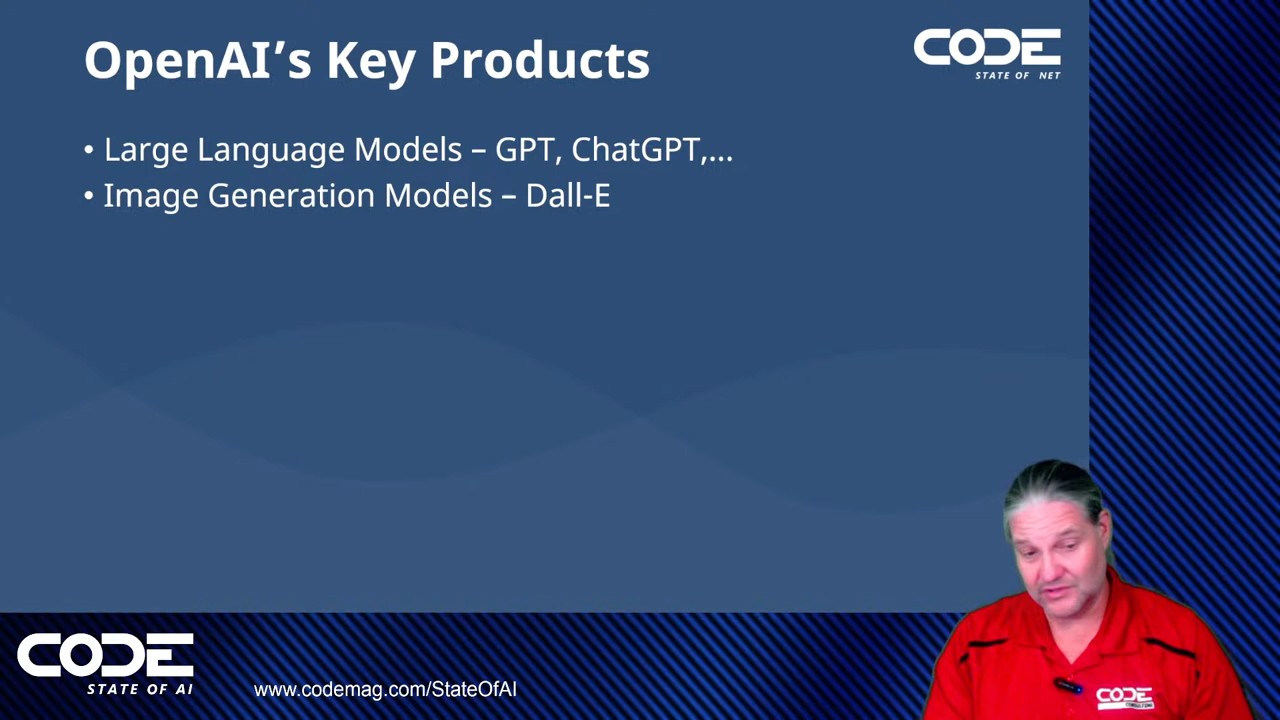 OpenAI’s Key Products
CODE
STATE OF NET
• Large Language Models – GPT, ChatGPT,...
• Image Generation Models – Dall-E
CODE
STATE OF AI
www.codemag.com/StateOfAI
CODE
CONSULTING